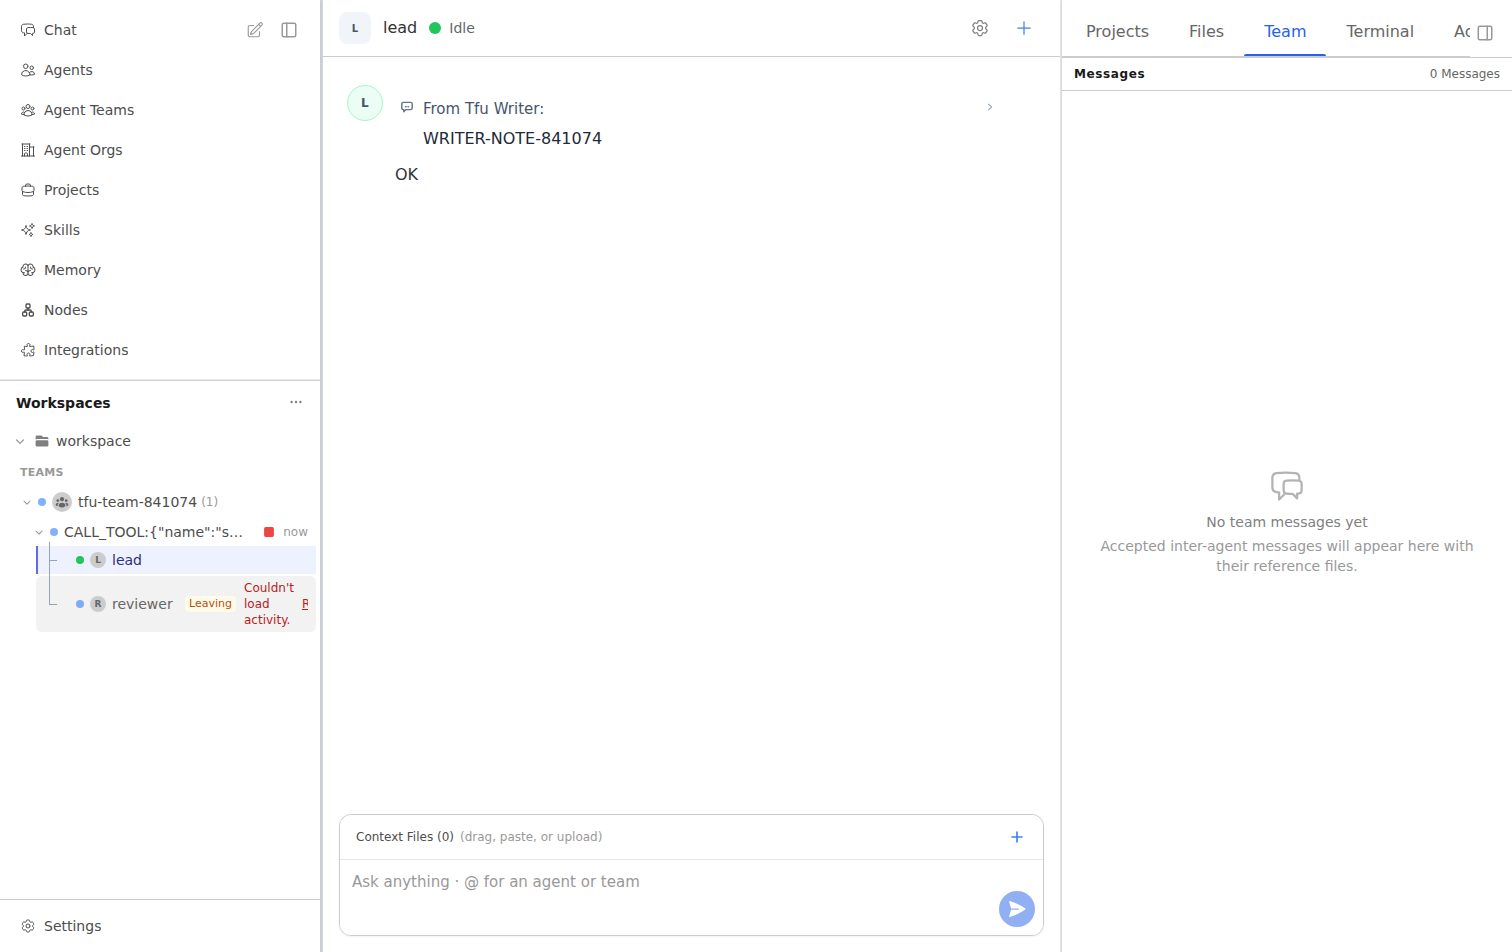 Chat
Agents
Agent Teams
Agent Orgs
Projects
Skills
Memory
Nodes
Integrations
Workspaces
workspace
TEAMS
tfu-team-841074 (1)
CALL_TOOL:{"name":"s... now
L lead
R reviewer Leaving Couldn't load activity. R
Settings
L lead Idle
L
From Tfu Writer:
WRITER-NOTE-841074
OK
Context Files (0) (drag, paste, or upload)
Ask anything · @ for an agent or team
Projects Files Team Terminal Ac
Messages 0 Messages
No team messages yet
Accepted inter-agent messages will appear here with
their reference files.